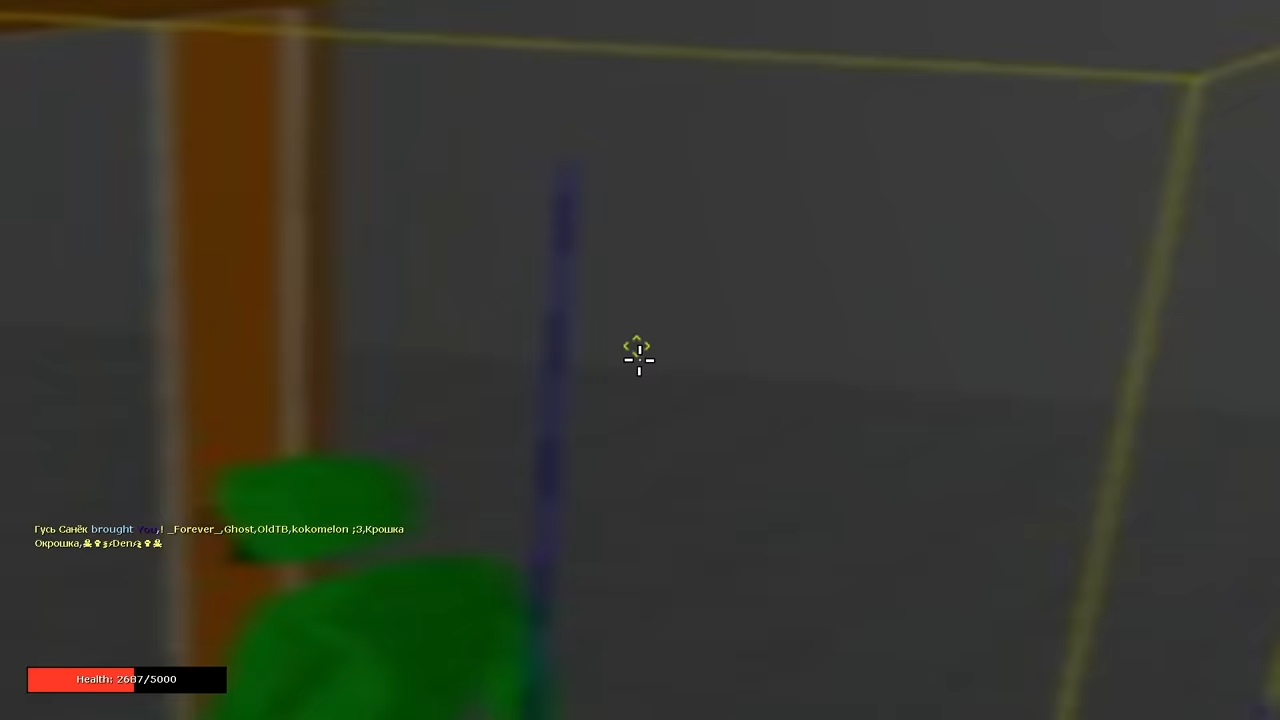 Гусь Санёк brought You,! _Forever_,Ghost,OldTB,kokomelon ;3,Крошка
Окрошка,Den
Health: 2687/5000